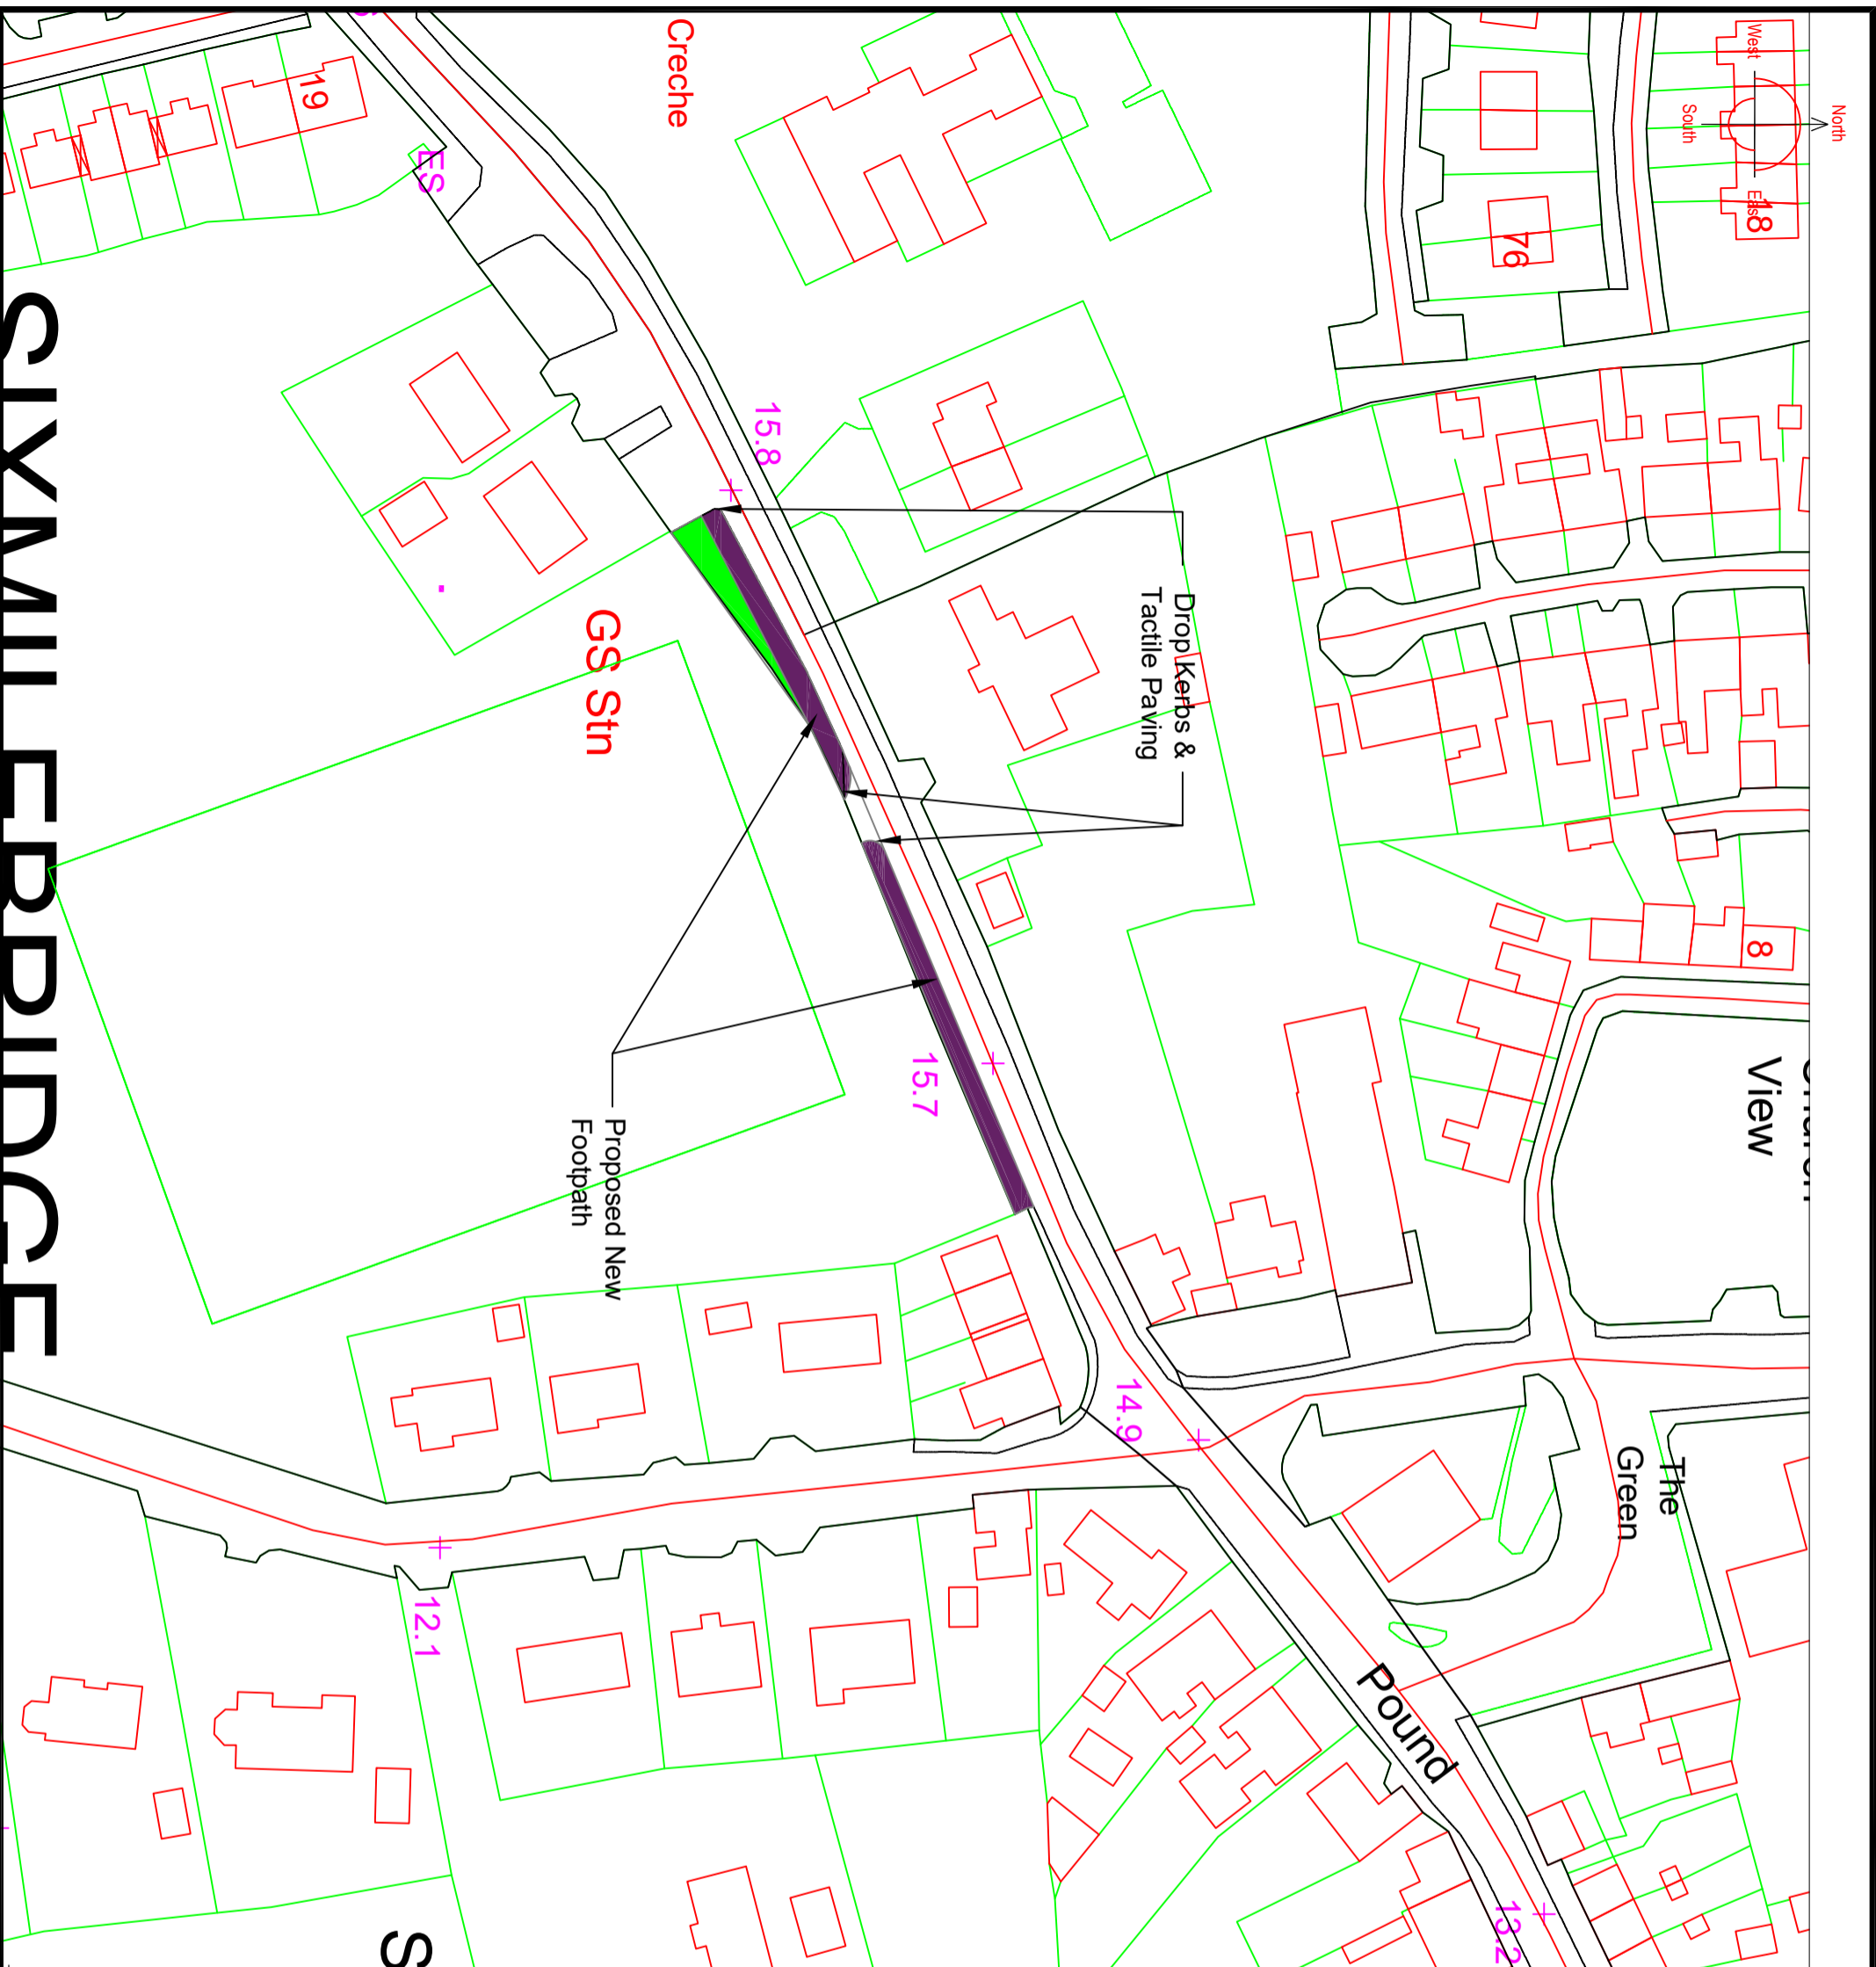 Creche
19
ES
West
North
South
East
18
76
15.8
Drop Kerbs &
Tactile Paving
GS Stn
SIXMILEBRIDGE
8
View
15.7
Proposed New
Footpath
14.9
The
Green
12.1
Pound
13.2
S